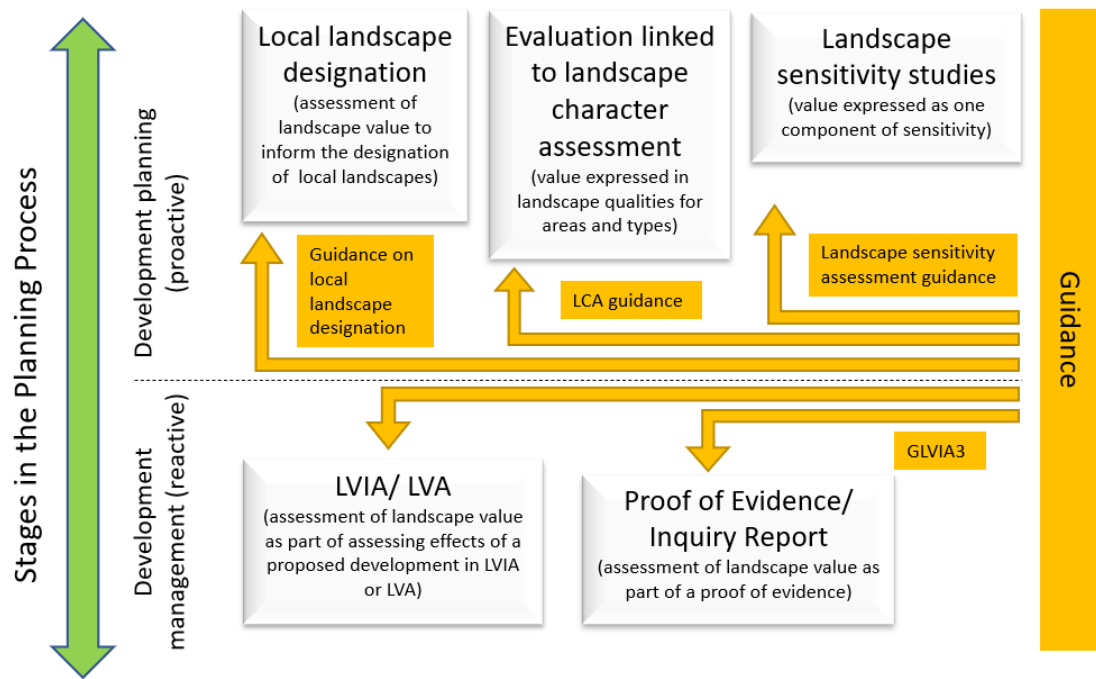 Stages in the Planning Process
Development planning
(proactive)
Local landscape
designation
(assessment of
landscape value to
inform the designation
of local landscapes)
Evaluation linked
to landscape
character
assessment
(value expressed in
landscape qualities for
areas and types)
Landscape
sensitivity studies
(value expressed as one
component of sensitivity)
Guidance on
local
landscape
designation
LCA guidance
Landscape sensitivity
assessment guidance
Guidance
Development
management (reactive)
GLVIA3
LVIA/ LVA
(assessment of landscape value
as part of assessing effects of a
proposed development in LVIA
or LVA)
Proof of Evidence/
Inquiry Report
(assessment of landscape value as
part of a proof of evidence)